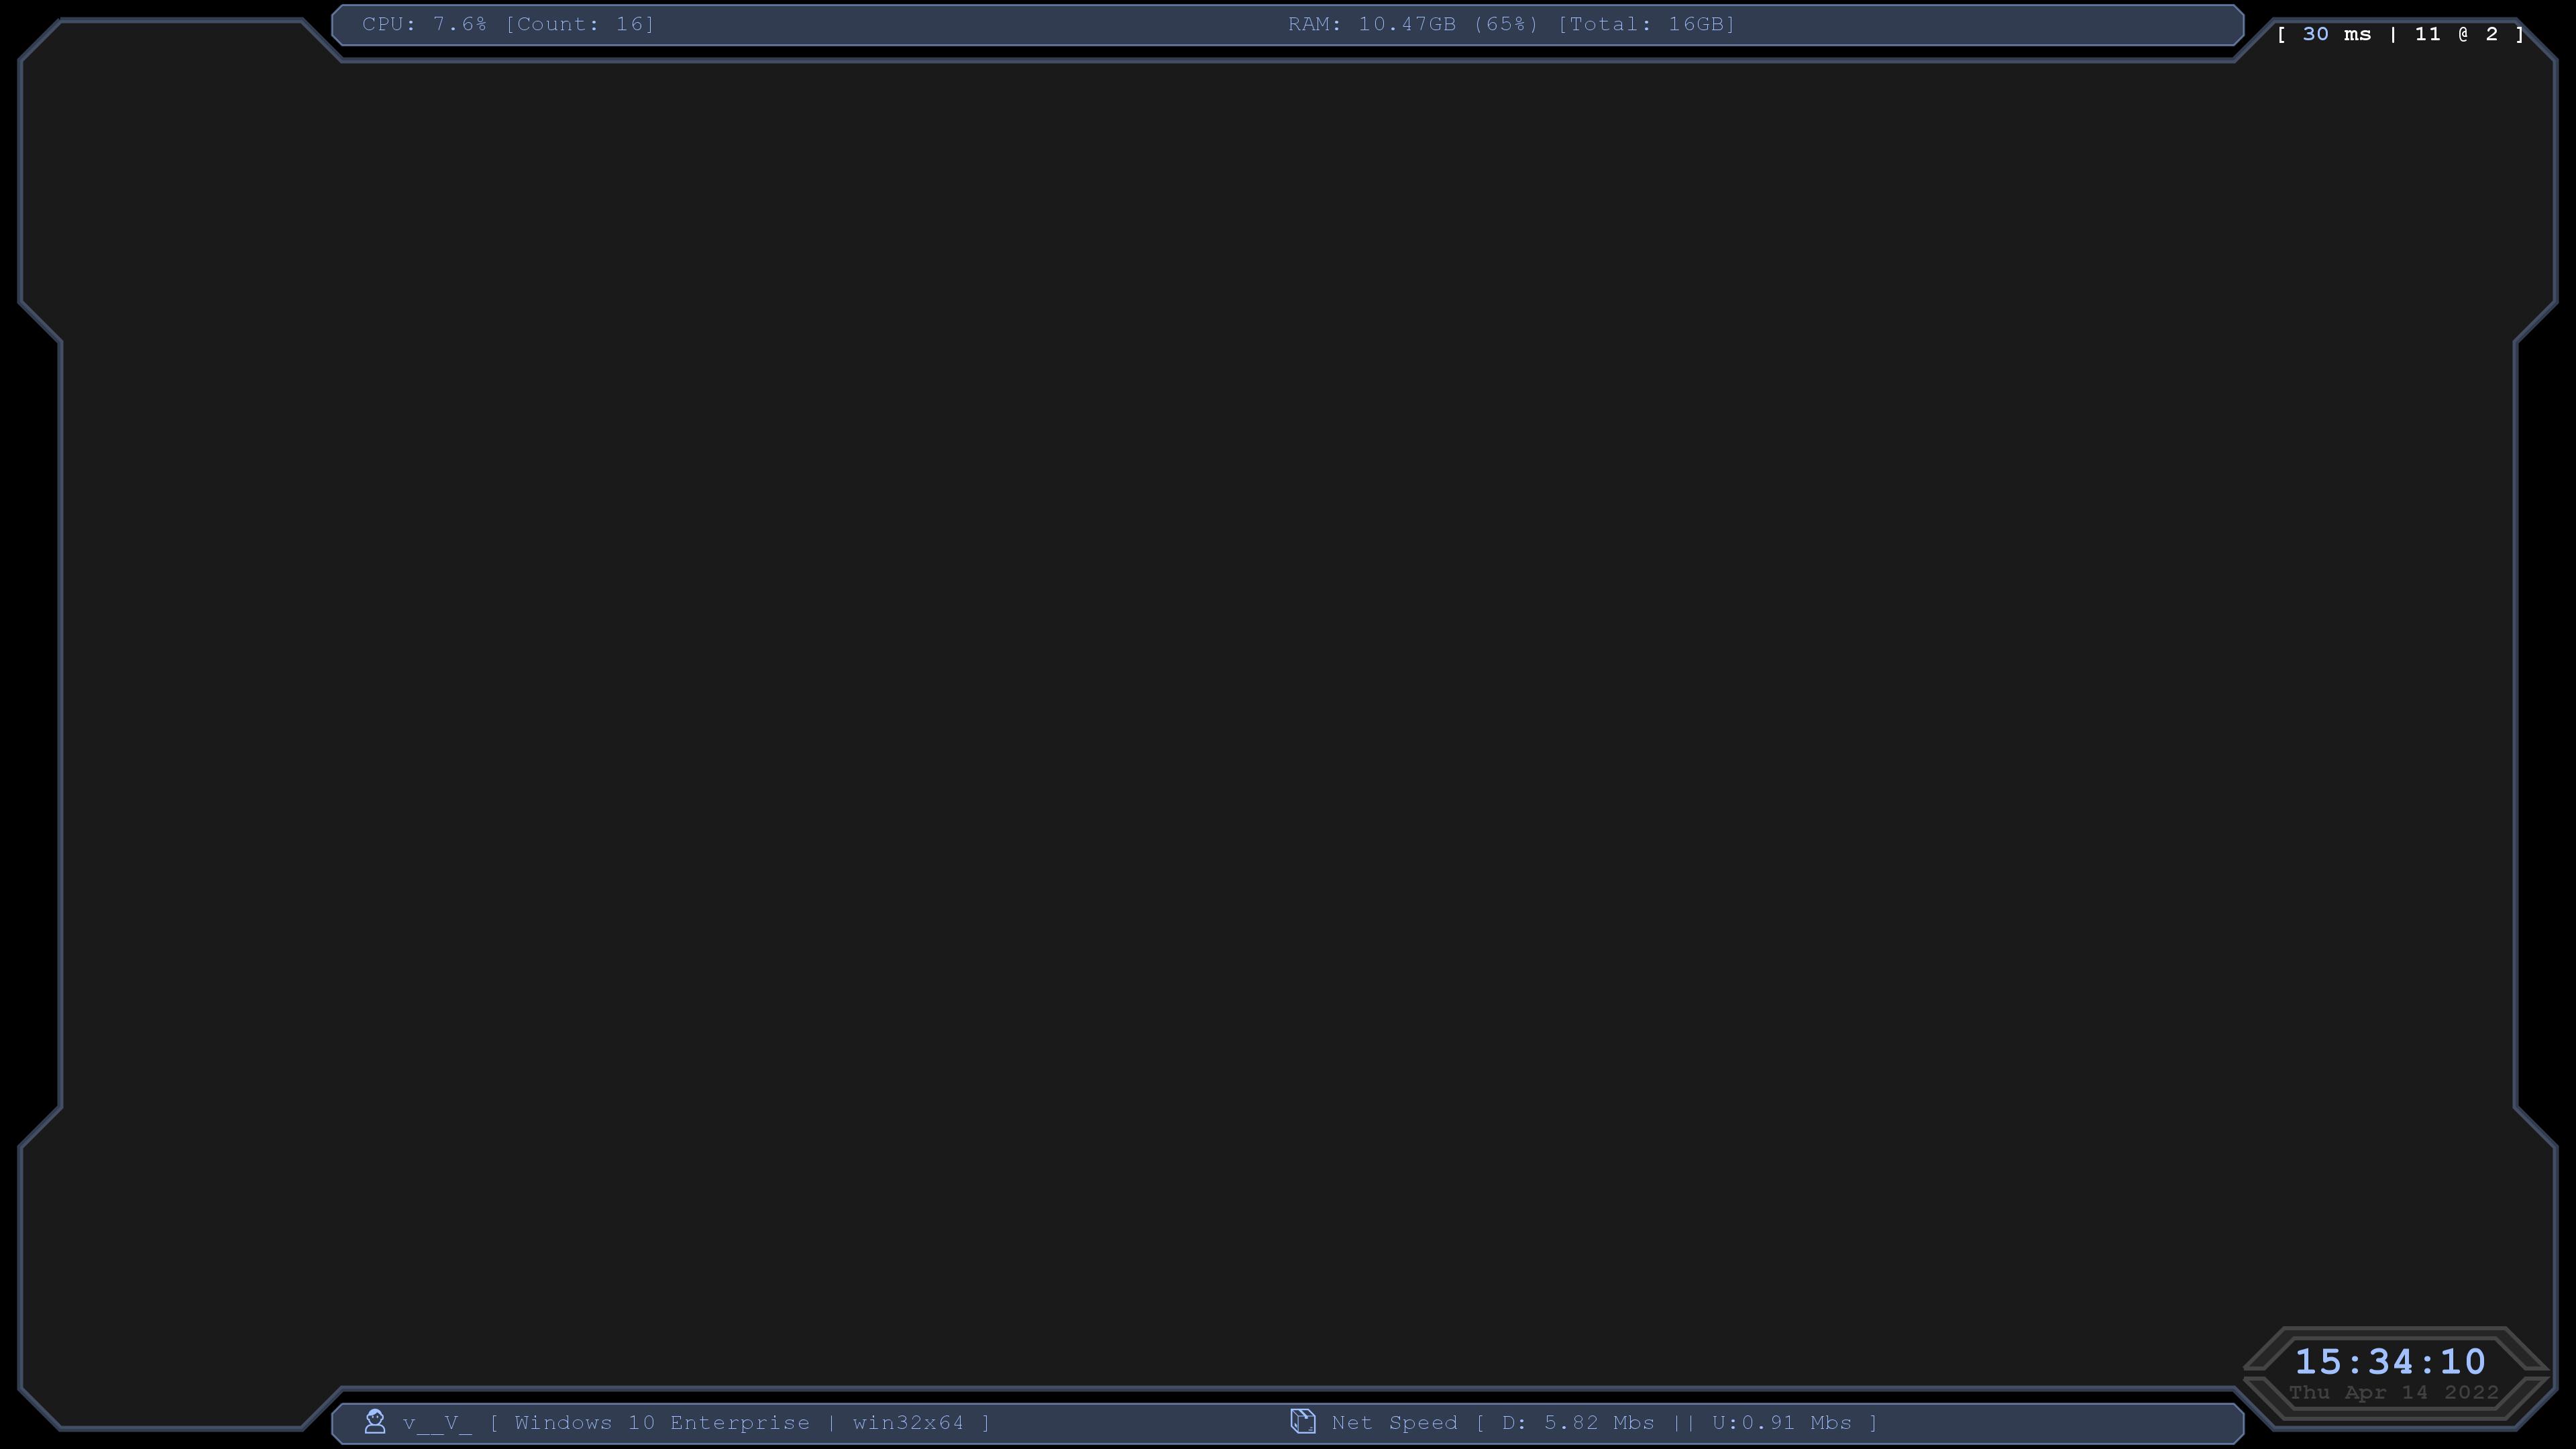 CPU: 7.6% [Count: 16]
RAM: 10.47GB (65%) [Total: 16GB]
[ 30 ms | 11 @ 2 ]
15:34:10
Thu Apr 14 2022
v__V_ [ Windows 10 Enterprise | win32x64 ]
Net Speed [ D: 5.82 Mbs || U:0.91 Mbs ]